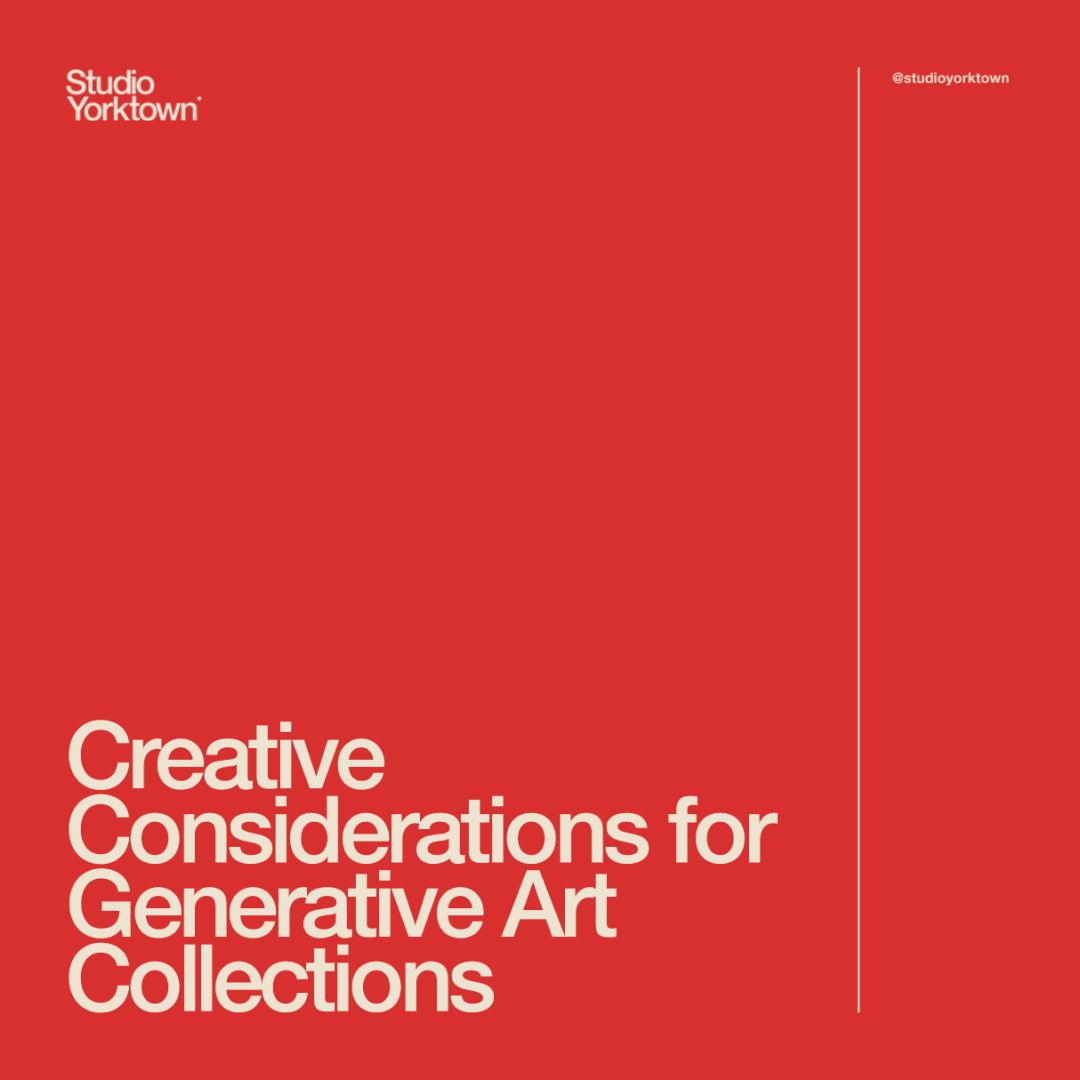 Studio
Yorktown
@studioyorktown
Creative
Considerations for
Generative Art
Collections